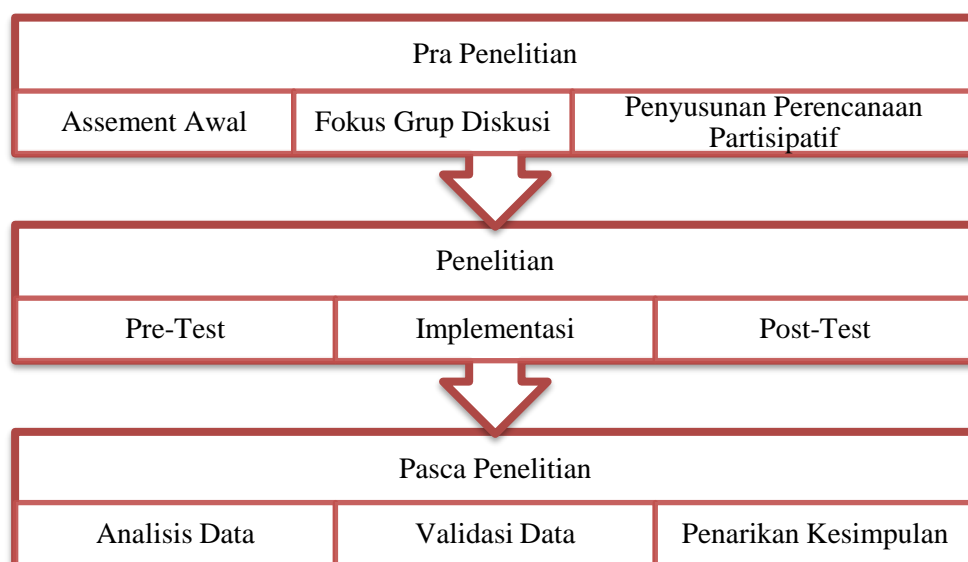 Pra Penelitian
Assement Awal
Fokus Grup Diskusi
Penyusunan Perencanaan
Partisipatif
Penelitian
Pre-Test
Implementasi
Post-Test
Pasca Penelitian
Analisis Data
Validasi Data
Penarikan Kesimpulan